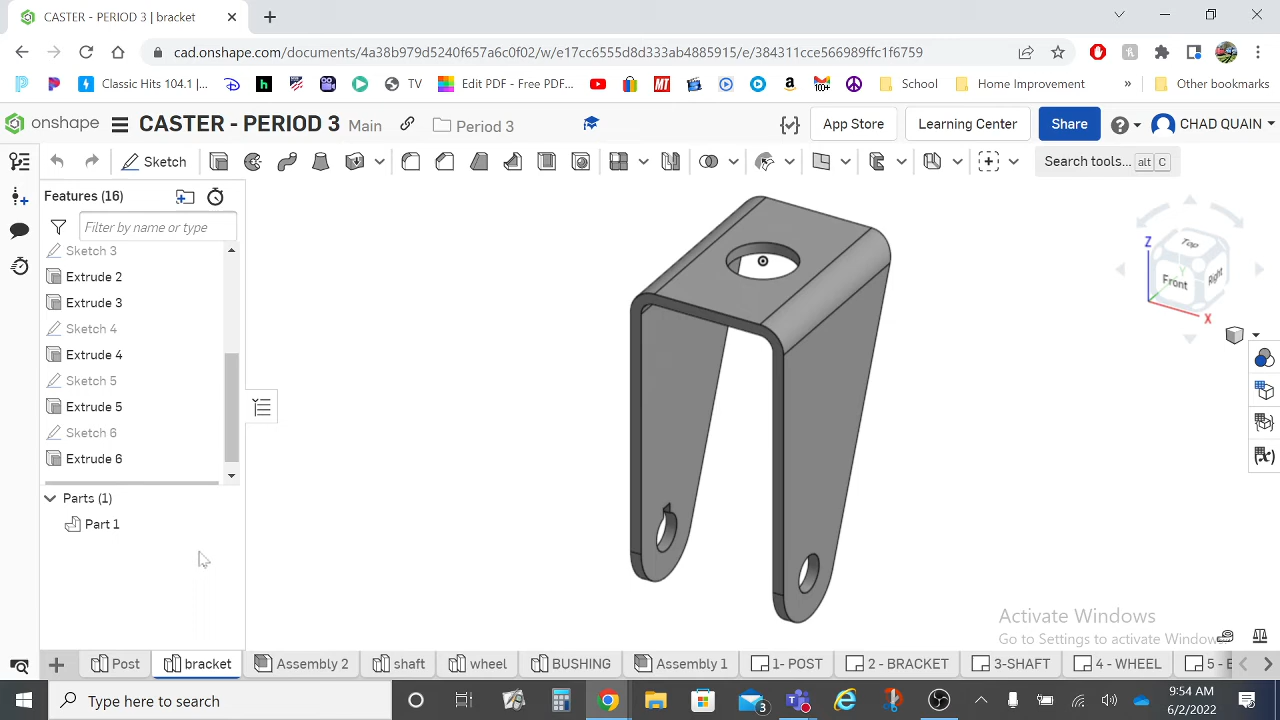 CASTER - PERIOD 3 | bracket
cad.onshape.com/documents/4a38b979d5240f657a6c0f02/w/e17cc6555d8d333ab4885915/e/384311cce566989ffc1f6759
Classic Hits 104.1 |...
TV
Edit PDF - Free PDF...
MT
100+
School
Home Improvement
»
Other bookmarks
onshape
CASTER - PERIOD 3
Main
Period 3
App Store
Learning Center
Share
CHAD QUAIN
Sketch
Search tools... alt C
Features (16)
Filter by name or type
Sketch 3
Extrude 2
Extrude 3
Sketch 4
Extrude 4
Sketch 5
Extrude 5
Sketch 6
Extrude 6
Parts (1)
Part 1
Top
Front
Right
Z
Y
X
Activate Windows
Go to Settings to activate Window
Post
bracket
Assembly 2
shaft
wheel
BUSHING
Assembly 1
1- POST
2 - BRACKET
3-SHAFT
4 - WHEEL
Type here to search
3
9:54 AM
6/2/2022